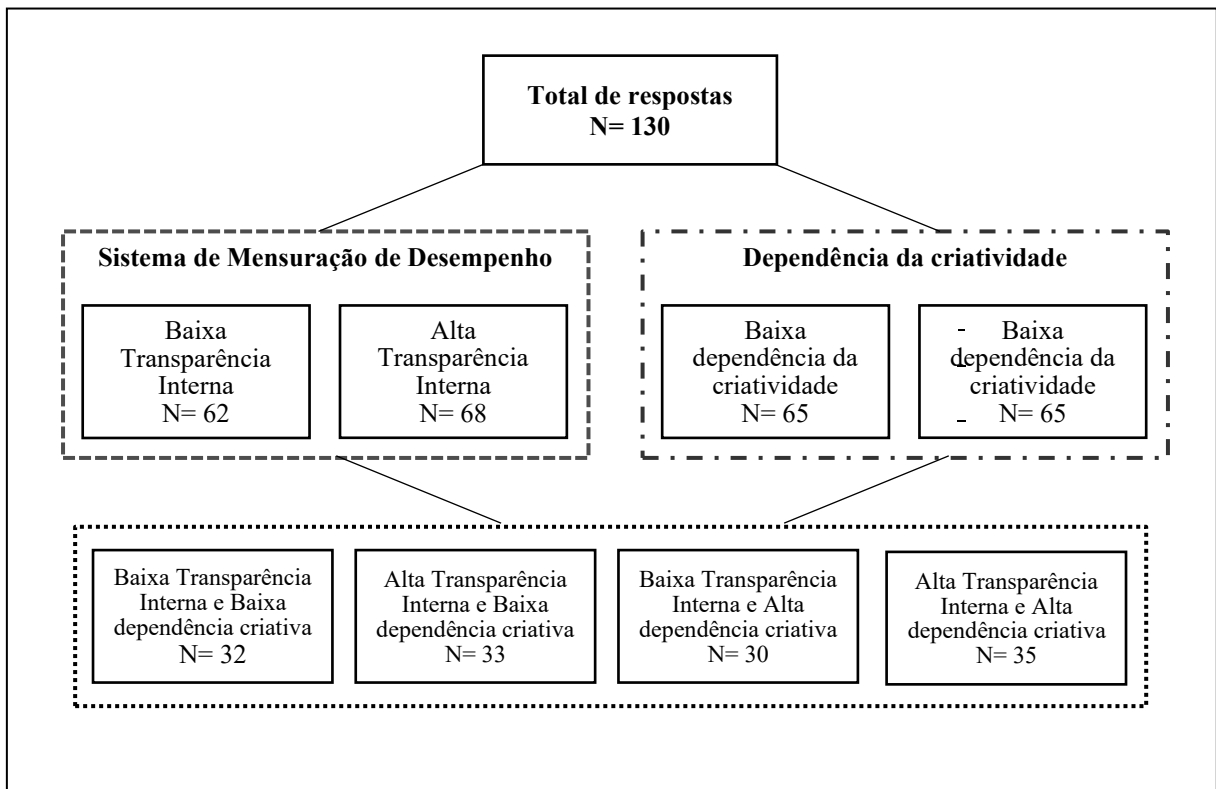 Total de respostas
N= 130
Sistema de Mensuração de Desempenho
Baixa
Transparência
Interna
N= 62
Alta
Transparência
Interna
N= 68
Dependência da criatividade
Baixa
dependência da
criatividade
N= 65
Baixa
dependência da
criatividade
N= 65
Baixa Transparência
Interna e Baixa
dependência criativa
N= 32
Alta Transparência
Interna e Baixa
dependência criativa
N= 33
Baixa Transparência
Interna e Alta
dependência criativa
N= 30
Alta Transparência
Interna e Alta
dependência criativa
N= 35